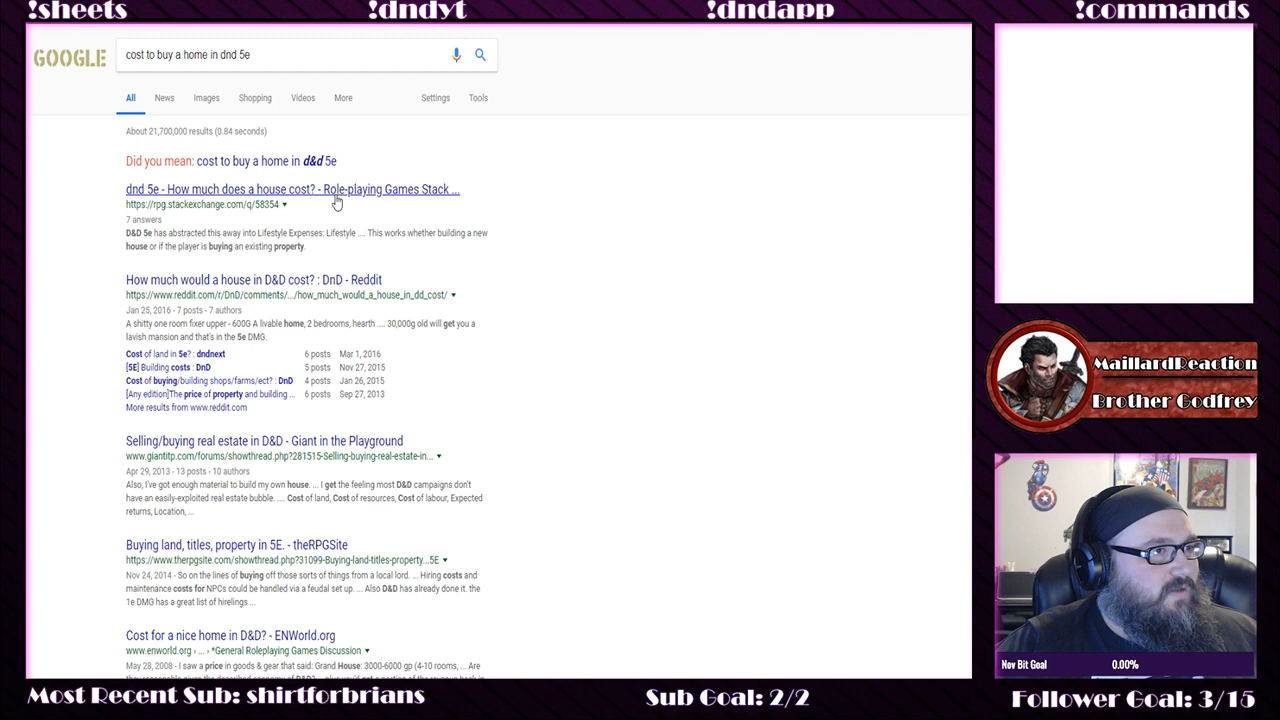 !sheets
!dndyt
!dndapp
!commands
GOOGLE
cost to buy a home in dnd 5e
All News Images Shopping Videos More Settings Tools
About 21,700,000 results (0.84 seconds)
Did you mean: cost to buy a home in d&d 5e
dnd 5e - How much does a house cost? - Role-playing Games Stack ...
https://rpg.stackexchange.com/q/58354
7 answers
D&D 5e has abstracted this away into Lifestyle Expenses: Lifestyle .... This works whether building a new
house or if the player is buying an existing property.
How much would a house in D&D cost? : DnD - Reddit
https://www.reddit.com/r/DnD/comments/.../how_much_would_a_house_in_dd_cost/
Jan 25, 2016 - 7 posts - 7 authors
A shitty one room fixer upper - 600G A livable home, 2 bedrooms, hearth .... 30,000g old will get you a
lavish mansion and that's in the 5e DMG.
Cost of land in 5e? : dndnext 6 posts Mar 1, 2016
[5E] Building costs : DnD 5 posts Nov 27, 2015
Cost of buying/building shops/farms/ect? : DnD 4 posts Jan 26, 2015
[Any edition]The price of property and building ... 6 posts Sep 27, 2013
More results from www.reddit.com
Selling/buying real estate in D&D - Giant in the Playground
www.giantitp.com/forums/showthread.php?281515-Selling-buying-real-estate-in...
Apr 29, 2013 - 13 posts - 10 authors
Also, I've got enough material to build my own house. ... I get the feeling most D&D campaigns don't
have an easily-exploited real estate bubble. ... Cost of land, Cost of resources, Cost of labour, Expected
returns, Location, ...
Buying land, titles, property in 5E. - theRPGSite
https://www.therpgsite.com/showthread.php?31099-Buying-land-titles-property...5E
Nov 24, 2014 - So on the lines of buying off those sorts of things from a local lord. ... Hiring costs and
maintenance costs for NPCs could be handled via a feudal set up. ... Also D&D has already done it. the
1e DMG has a great list of hirelings ...
Cost for a nice home in D&D? - ENWorld.org
www.enworld.org › ... › *General Roleplaying Games Discussion
May 28, 2008 - I saw a price in goods & gear that said: Grand House: 3000-6000 gp (4-10 rooms, ... Are
MaillardReaction
Brother Godfrey
Nov Bit Goal 0.00%
Most Recent Sub: shirtforbrians
Sub Goal: 2/2
Follower Goal: 3/15